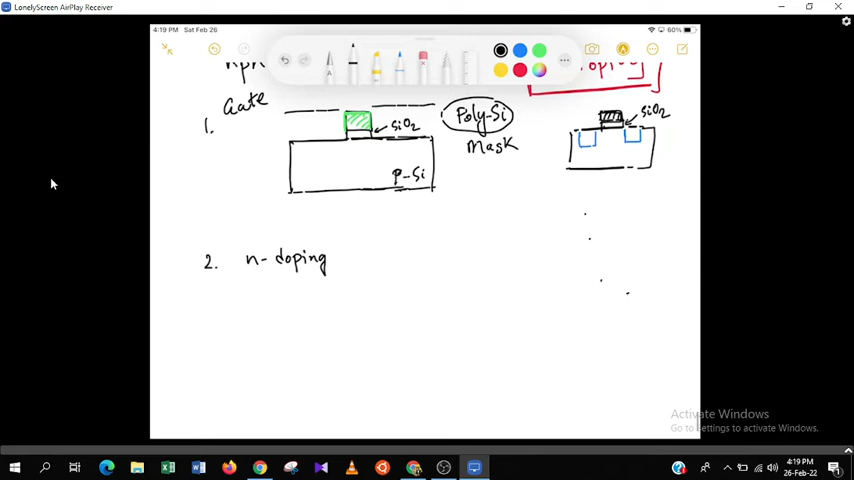 LonelyScreen AirPlay Receiver
4:19 PM Sat Feb 26
60%
Gate
1.
SiO2
Poly-Si
Mask
p-Si
SiO2
2. n-doping
Activate Windows
Go to Settings to activate Windows.
4:19 PM
26-Feb-22